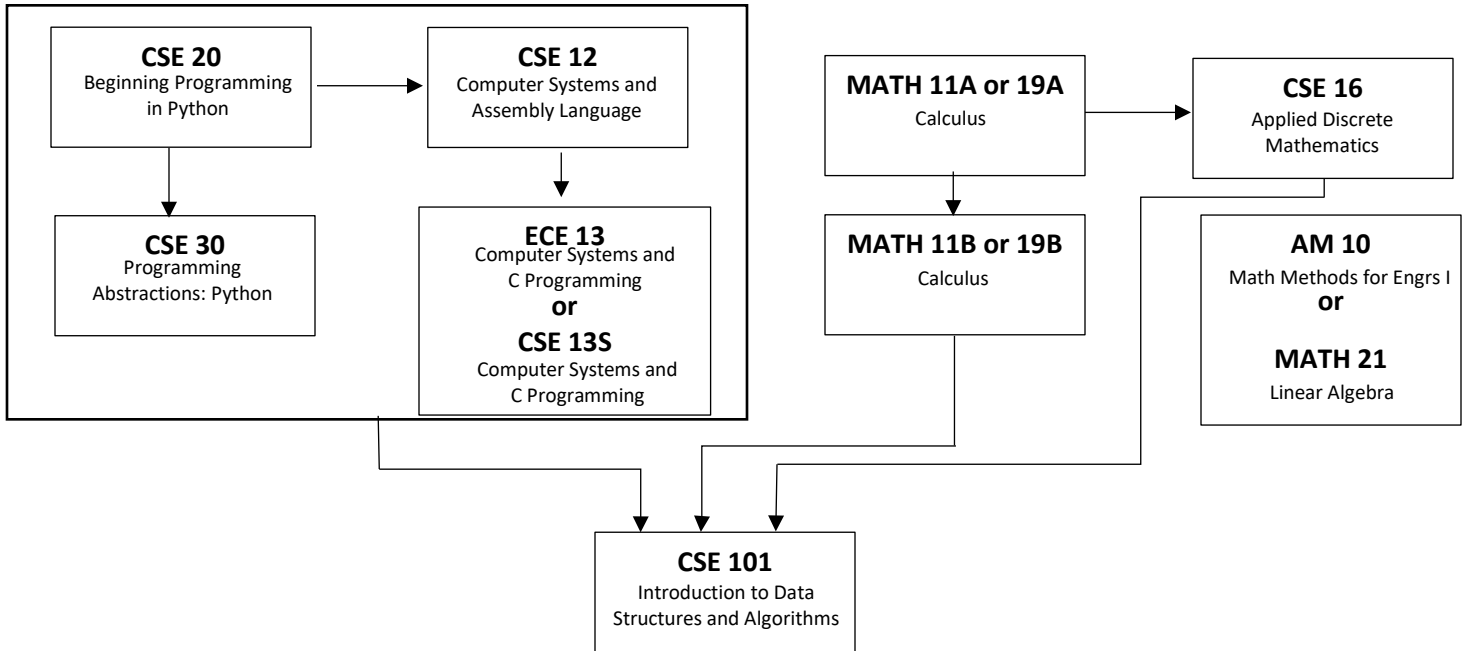 CSE 20
Beginning Programming
in Python
CSE 12
Computer Systems and
Assembly Language
MATH 11A or 19A
Calculus
CSE 16
Applied Discrete
Mathematics
CSE 30
Programming
Abstractions: Python
ECE 13
Computer Systems and
C Programming
or
CSE 13S
Computer Systems and
C Programming
MATH 11B or 19B
Calculus
AM 10
Math Methods for Engrs I
or
MATH 21
Linear Algebra
CSE 101
Introduction to Data
Structures and Algorithms